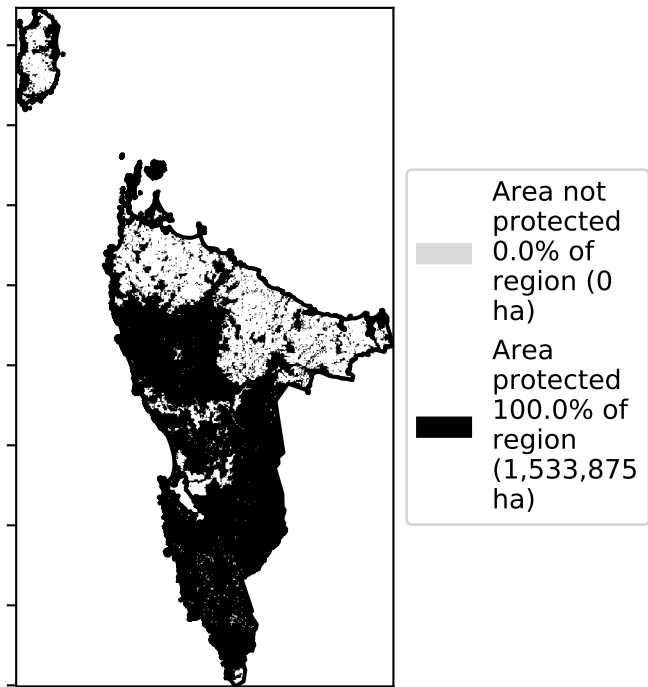 Area not
protected
0.0% of
region (0
ha)
Area
protected
100.0% of
region
(1,533,875
ha)